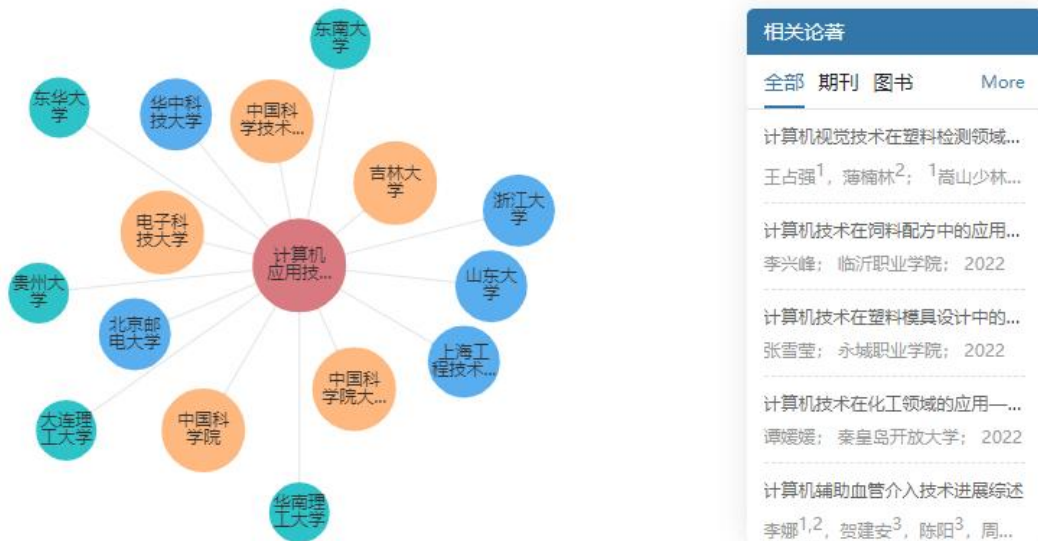 东南大
学
东华大
学
华中科
技大学
中国科
学技术...
吉林大
学
浙江大
学
电子科
技大学
计算机
应用技...
贵州大
学
山东大
学
北京邮
电大学
上海工
程技术...
中国科
学院大...
大连理
工大学
中国科
学院
华南理
工大学
相关论著
全部 期刊 图书 More
计算机视觉技术在塑料检测领域...
王占强1, 薄楠林2; 1嵩山少林...
计算机技术在饲料配方中的应用...
李兴峰; 临沂职业学院; 2022
计算机技术在塑料模具设计中的...
张雪莹; 永城职业学院; 2022
计算机技术在化工领域的应用—...
谭媛媛; 秦皇岛开放大学; 2022
计算机辅助血管介入技术进展综述
李娜1,2, 贺建安3, 陈阳3, 周...